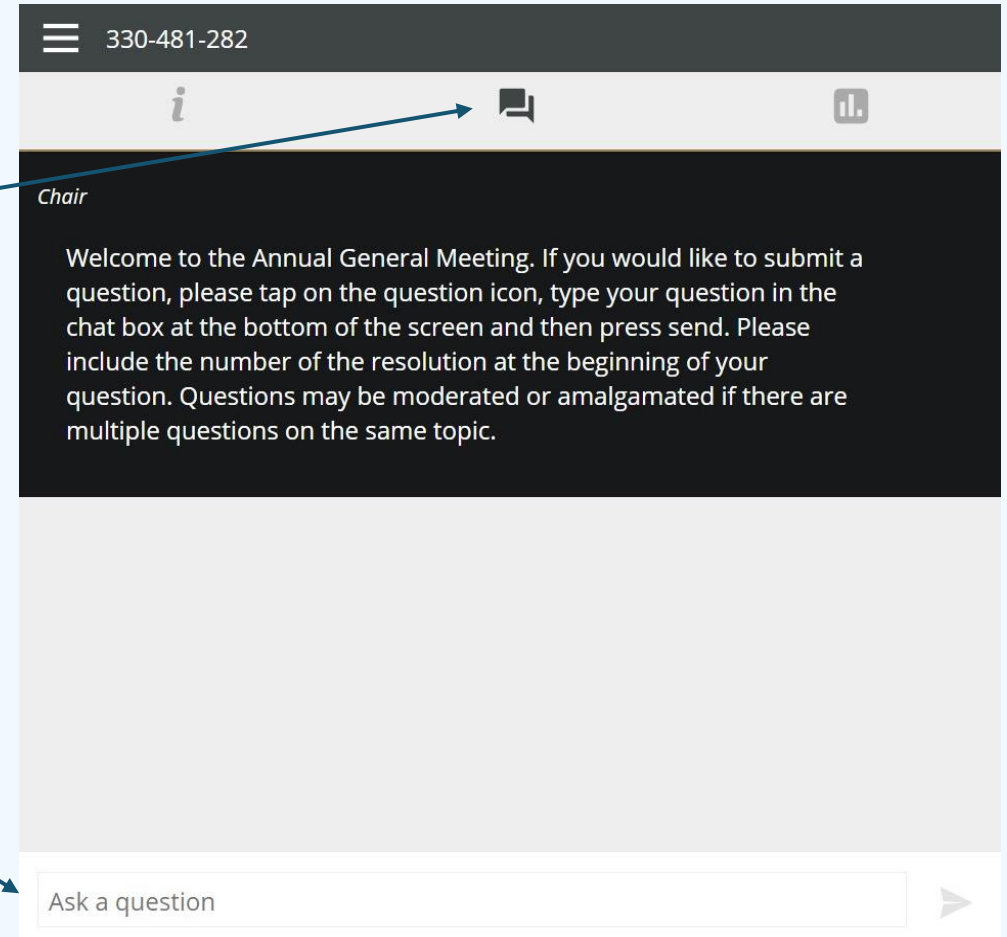 330-481-282
Chair
Welcome to the Annual General Meeting. If you would like to submit a
question, please tap on the question icon, type your question in the
chat box at the bottom of the screen and then press send. Please
include the number of the resolution at the beginning of your
question. Questions may be moderated or amalgamated if there are
multiple questions on the same topic.
Ask a question